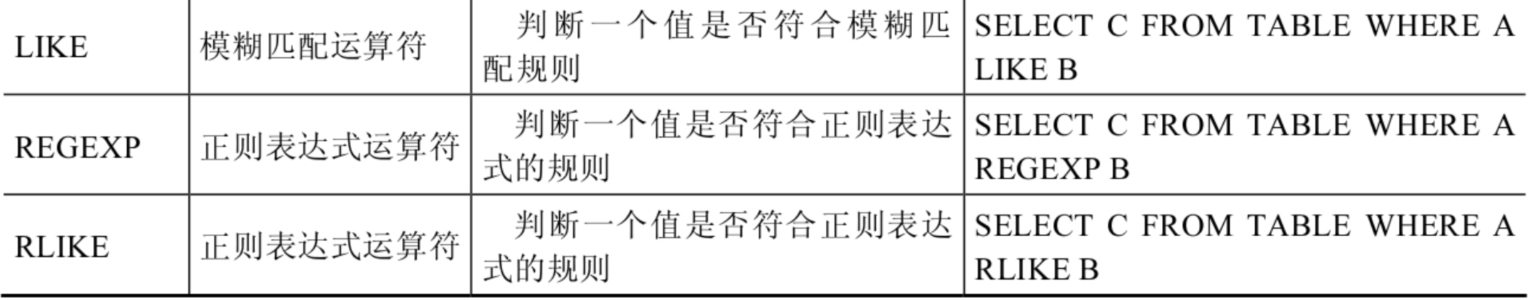 LIKE
模糊匹配运算符
判断一个值是否符合模糊匹
配规则
SELECT C FROM TABLE WHERE A
LIKE B
REGEXP
正则表达式运算符
判断一个值是否符合正则表达
式的规则
SELECT C FROM TABLE WHERE A
REGEXP B
RLIKE
正则表达式运算符
判断一个值是否符合正则表达
式的规则
SELECT C FROM TABLE WHERE A
RLIKE B